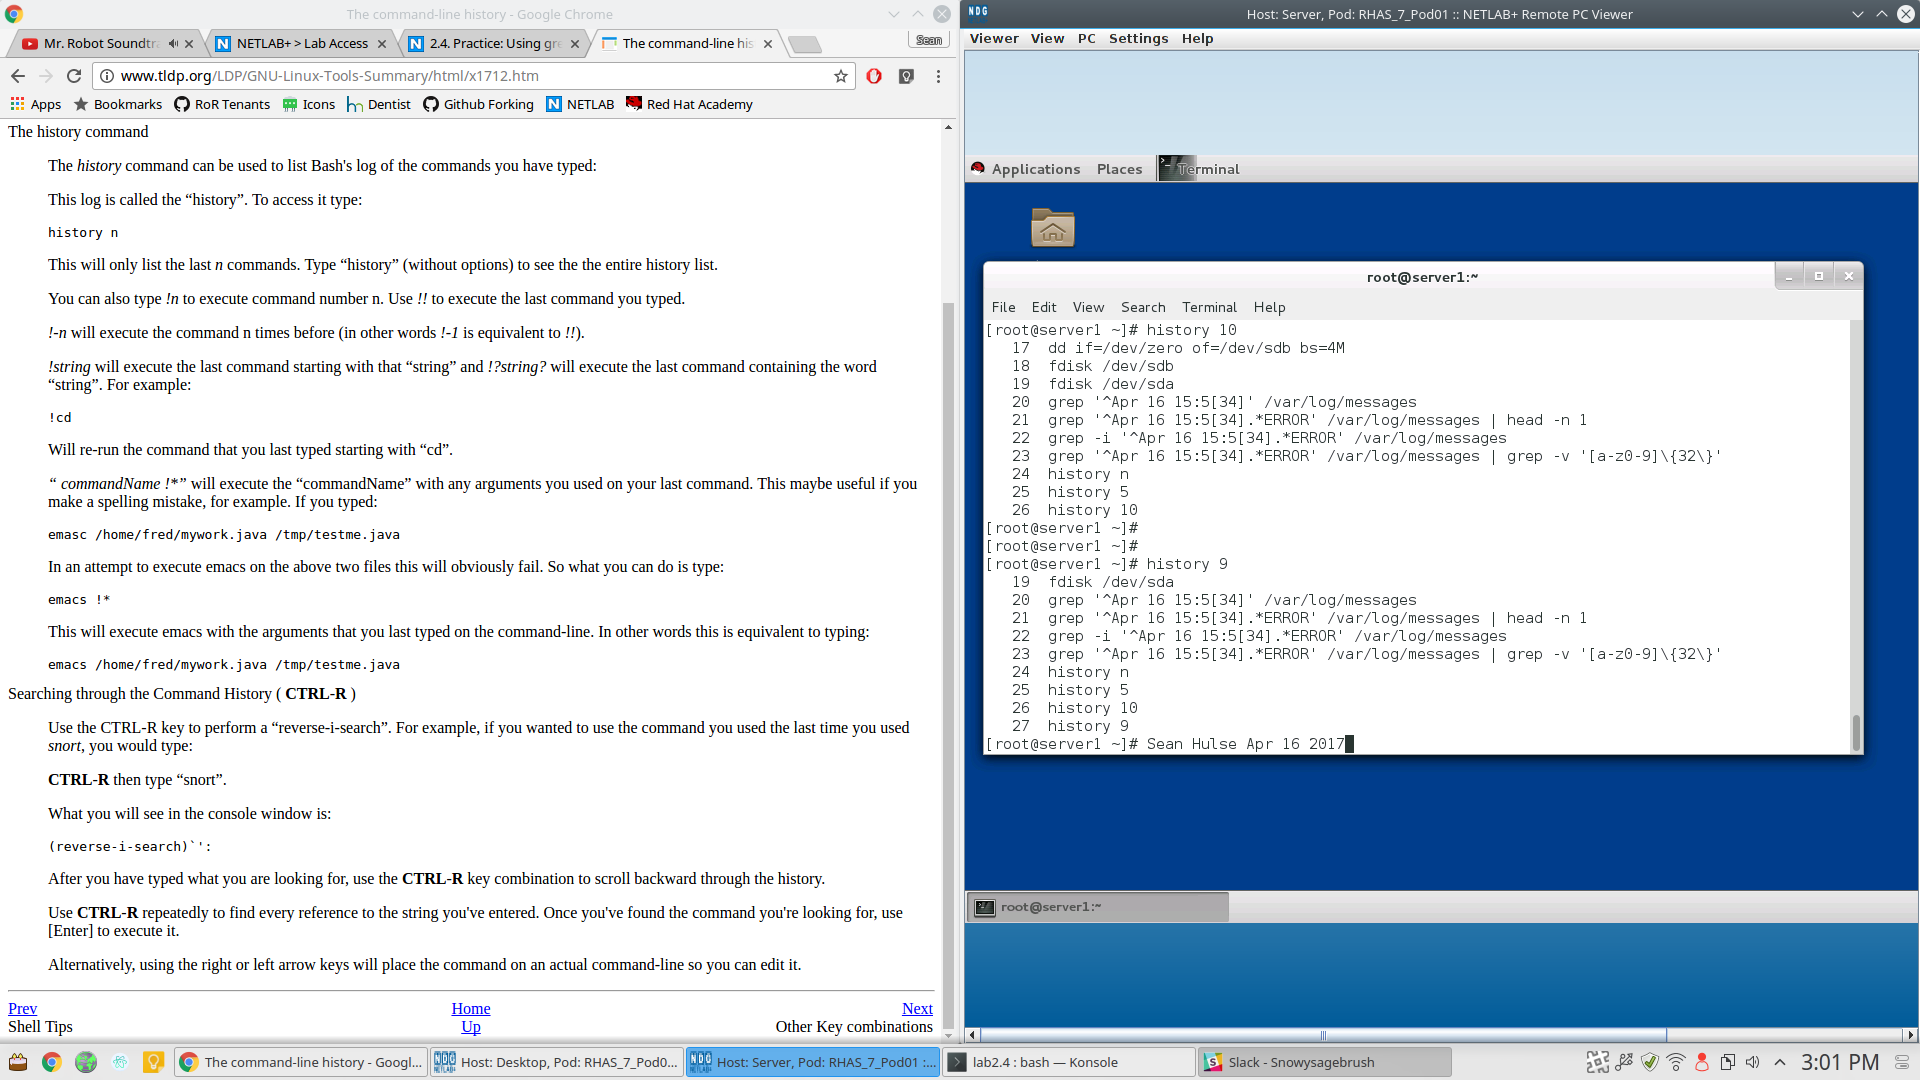 The command-line history - Google Chrome
Mr. Robot Soundtr
NETLAB+ > Lab Access
2.4. Practice: Using gre
The command-line his
Sean
www.tldp.org/LDP/GNU-Linux-Tools-Summary/html/x1712.htm
Apps
Bookmarks
RoR Tenants
Icons
Dentist
Github Forking
NETLAB
Red Hat Academy
The history command
The history command can be used to list Bash's log of the commands you have typed:
This log is called the “history”. To access it type:
history n
This will only list the last n commands. Type “history” (without options) to see the the entire history list.
You can also type !n to execute command number n. Use !! to execute the last command you typed.
!-n will execute the command n times before (in other words !-1 is equivalent to !!).
!string will execute the last command starting with that “string” and !?string? will execute the last command containing the word
“string”. For example:
!cd
Will re-run the command that you last typed starting with “cd”.
“ commandName !*” will execute the “commandName” with any arguments you used on your last command. This maybe useful if you
make a spelling mistake, for example. If you typed:
emasc /home/fred/mywork.java /tmp/testme.java
In an attempt to execute emacs on the above two files this will obviously fail. So what you can do is type:
emacs !*
This will execute emacs with the arguments that you last typed on the command-line. In other words this is equivalent to typing:
emacs /home/fred/mywork.java /tmp/testme.java
Searching through the Command History ( CTRL-R )
Use the CTRL-R key to perform a “reverse-i-search”. For example, if you wanted to use the command you used the last time you used
snort, you would type:
CTRL-R then type “snort”.
What you will see in the console window is:
(reverse-i-search)`':
After you have typed what you are looking for, use the CTRL-R key combination to scroll backward through the history.
Use CTRL-R repeatedly to find every reference to the string you've entered. Once you've found the command you're looking for, use
[Enter] to execute it.
Alternatively, using the right or left arrow keys will place the command on an actual command-line so you can edit it.
Prev Home Next
Shell Tips Up Other Key combinations
NDG Host: Server, Pod: RHAS_7_Pod01 :: NETLAB+ Remote PC Viewer
Viewer View PC Settings Help
Applications Places Terminal
root@server1:~
File Edit View Search Terminal Help
[root@server1 ~]# history 10
17 dd if=/dev/zero of=/dev/sdb bs=4M
18 fdisk /dev/sdb
19 fdisk /dev/sda
20 grep '^Apr 16 15:5[34]' /var/log/messages
21 grep '^Apr 16 15:5[34].*ERROR' /var/log/messages | head -n 1
22 grep -i '^Apr 16 15:5[34].*ERROR' /var/log/messages
23 grep '^Apr 16 15:5[34].*ERROR' /var/log/messages | grep -v '[a-z0-9]\{32\}'
24 history n
25 history 5
26 history 10
[root@server1 ~]#
[root@server1 ~]#
[root@server1 ~]# history 9
19 fdisk /dev/sda
20 grep '^Apr 16 15:5[34]' /var/log/messages
21 grep '^Apr 16 15:5[34].*ERROR' /var/log/messages | head -n 1
22 grep -i '^Apr 16 15:5[34].*ERROR' /var/log/messages
23 grep '^Apr 16 15:5[34].*ERROR' /var/log/messages | grep -v '[a-z0-9]\{32\}'
24 history n
25 history 5
26 history 10
27 history 9
[root@server1 ~]# Sean Hulse Apr 16 2017
root@server1:~
The command-line history - Googl...
Host: Desktop, Pod: RHAS_7_Pod0...
Host: Server, Pod: RHAS_7_Pod01 :...
lab2.4 : bash — Konsole
Slack - Snowysagebrush
3:01 PM